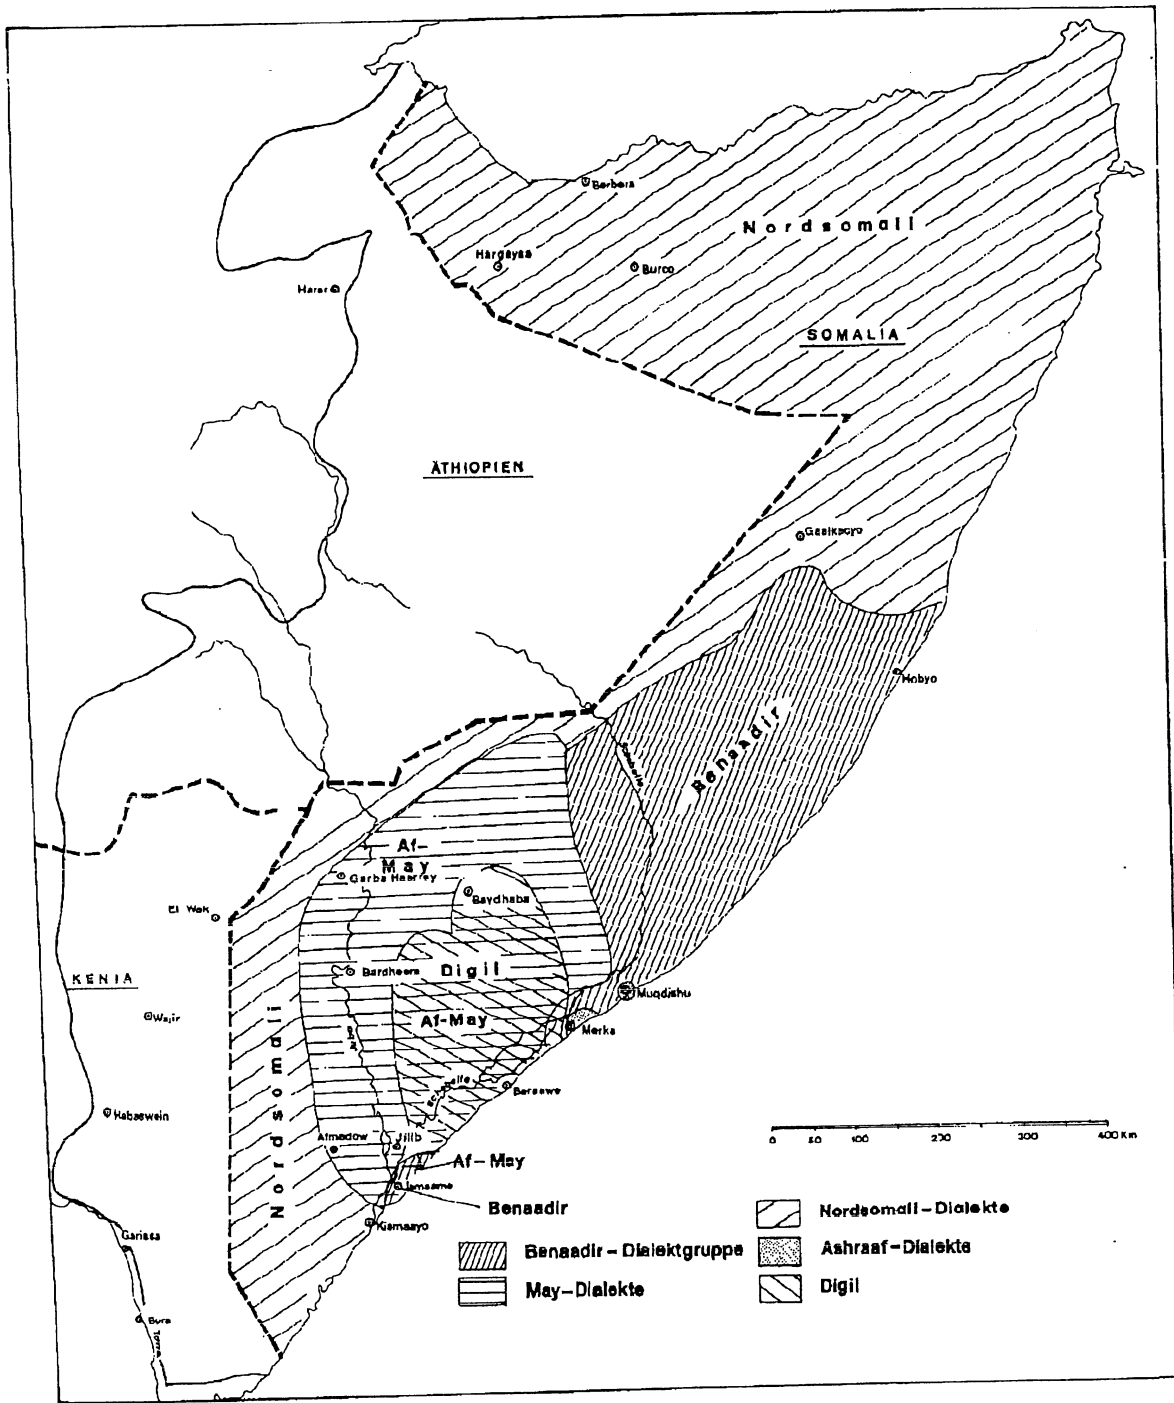 Berbera
Nordsomali
Hargaysa
Burco
Harar
SOMALIA
ÄTHIOPIEN
Gaalkacyo
Hobyo
Benaadir
Af-
May
Garba Haarrey
Baydhaba
El Wak
Bardheera
Digil
KENIA
Muqdishu
Wajir
Af-May
Merka
Nordsomali
Baraawe
Habaswein
Afmadow
Jilib
0 50 100 200 300 400 Km
Af-May
Jamaame
Benaadir
Kismaayo
Garissa
Bura
Tana
Nordsomali-Dialekte
Benaadir-Dialektgruppe
Ashraaf-Dialekte
May-Dialekte
Digil